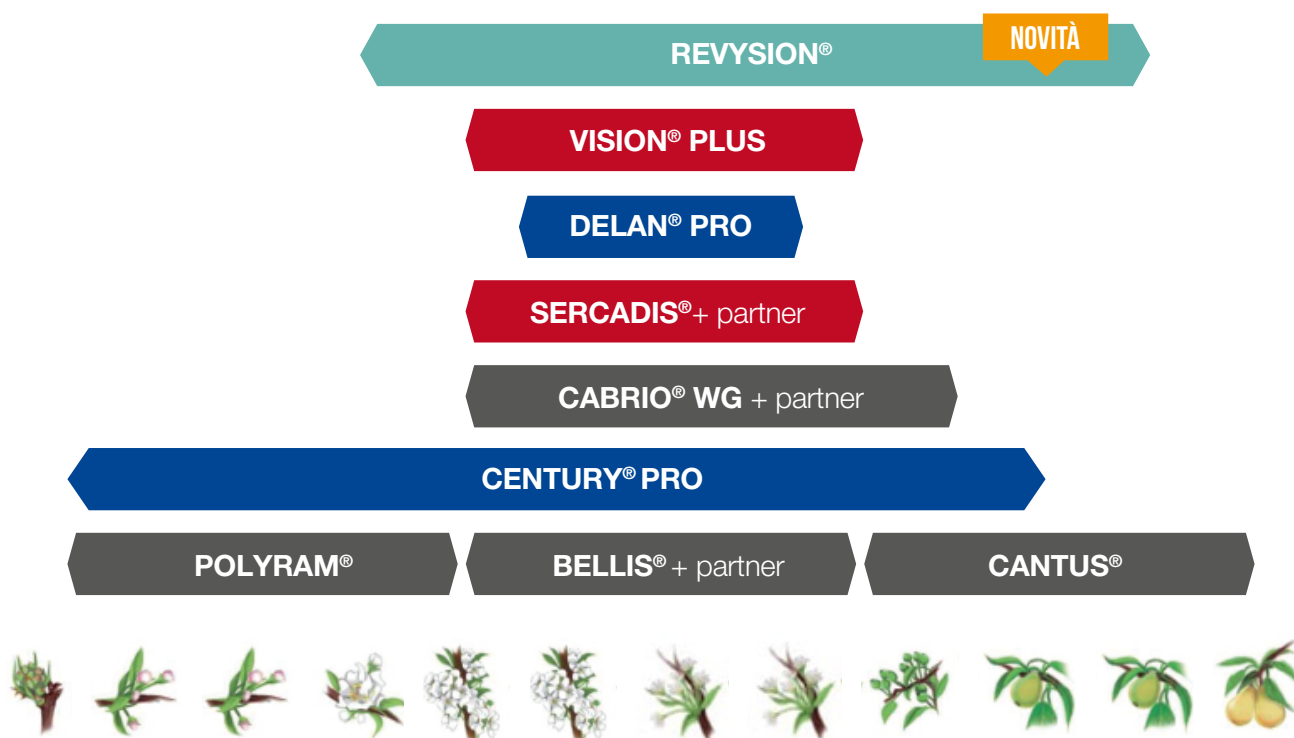 NOVITÀ
REVYSION®
VISION® PLUS
DELAN® PRO
SERCADIS®+ partner
CABRIO® WG + partner
CENTURY® PRO
POLYRAM®
BELLIS® + partner
CANTUS®